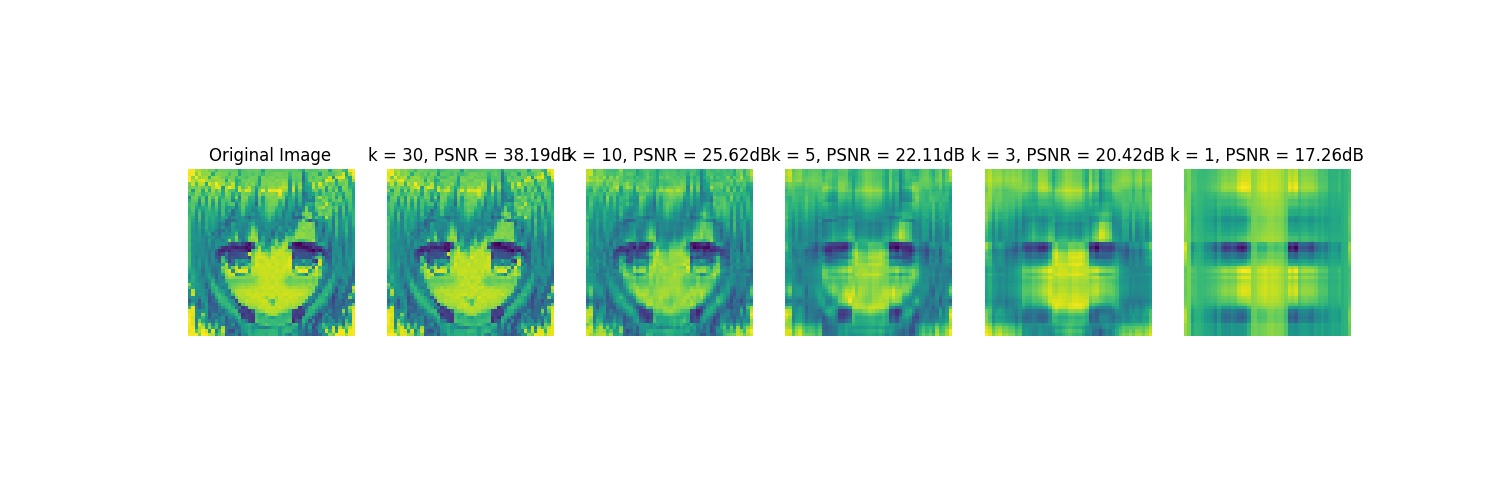 Original Image
k = 30, PSNR = 38.19dB
k = 10, PSNR = 25.62dB
k = 5, PSNR = 22.11dB
k = 3, PSNR = 20.42dB
k = 1, PSNR = 17.26dB